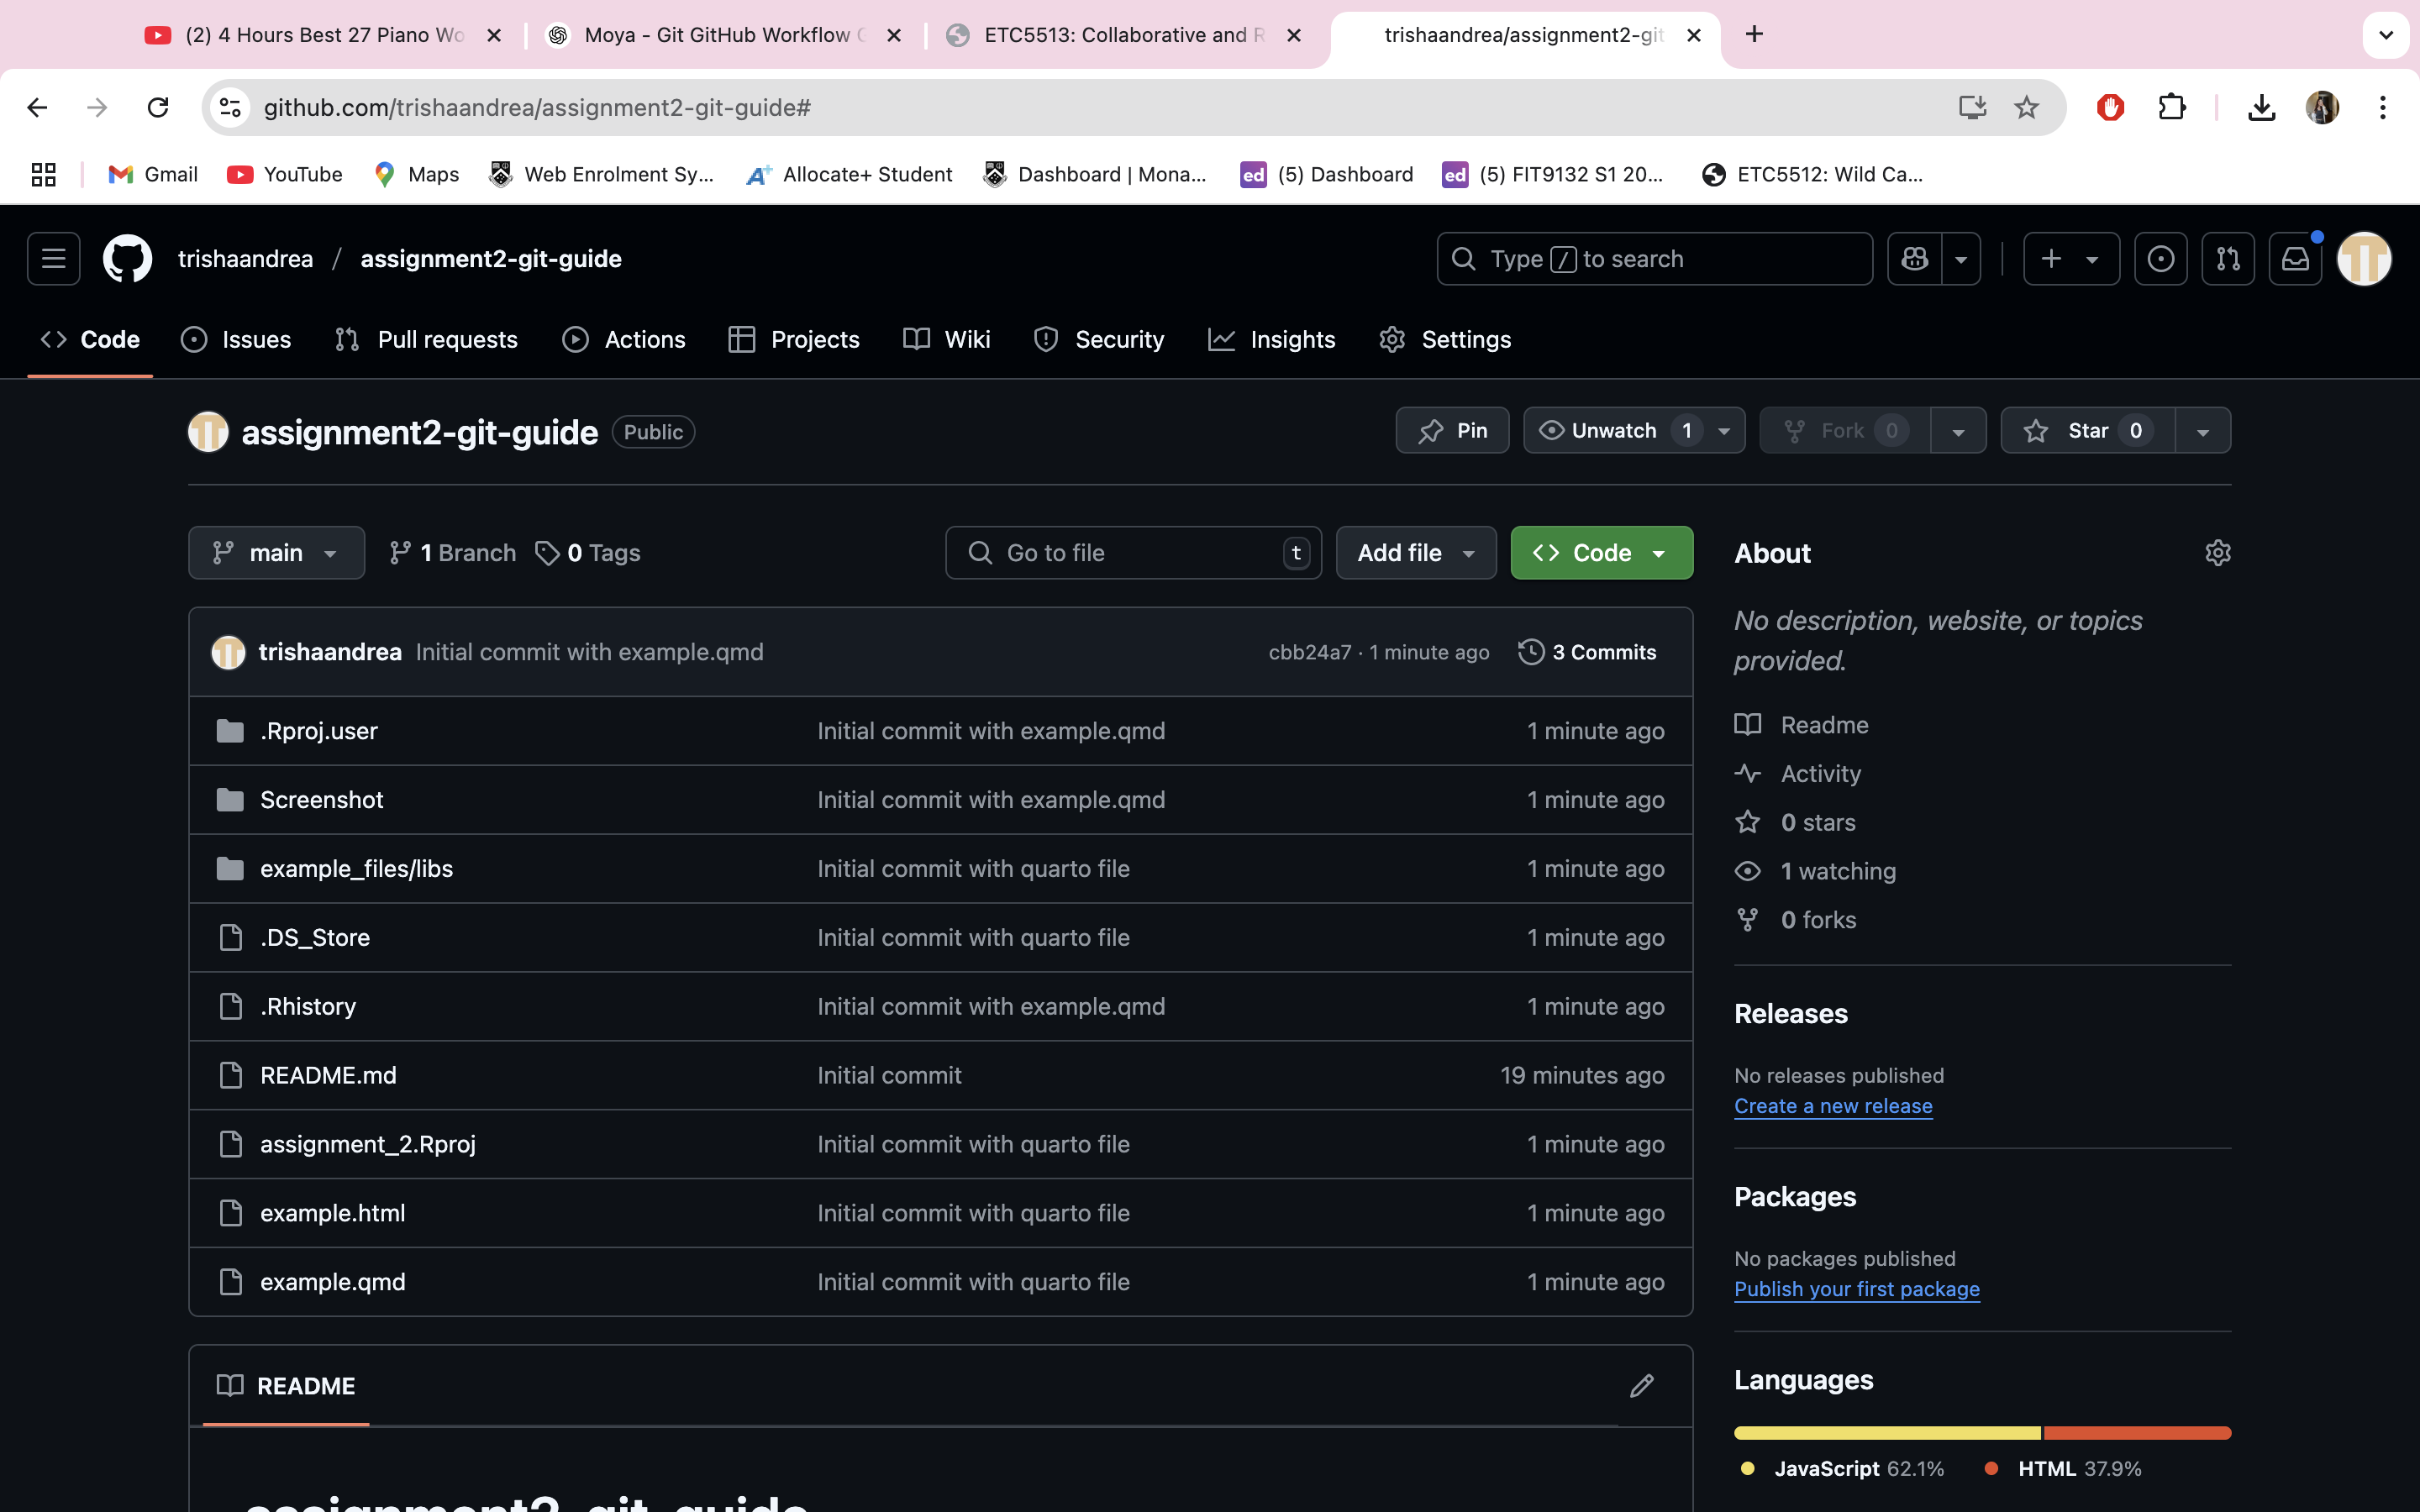 (2) 4 Hours Best 27 Piano Wo
Moya - Git GitHub Workflow
ETC5513: Collaborative and R
trishaandrea/assignment2-git
github.com/trishaandrea/assignment2-git-guide#
Gmail
YouTube
Maps
Web Enrolment Sy...
Allocate+ Student
Dashboard | Mona...
ed (5) Dashboard
ed (5) FIT9132 S1 20...
ETC5512: Wild Ca...
trishaandrea / assignment2-git-guide
Type / to search
Code
Issues
Pull requests
Actions
Projects
Wiki
Security
Insights
Settings
assignment2-git-guide Public
Pin
Unwatch 1
Fork 0
Star 0
main
1 Branch
0 Tags
Go to file t
Add file
Code
trishaandrea Initial commit with example.qmd cbb24a7 · 1 minute ago 3 Commits
.Rproj.user Initial commit with example.qmd 1 minute ago
Screenshot Initial commit with example.qmd 1 minute ago
example_files/libs Initial commit with quarto file 1 minute ago
.DS_Store Initial commit with quarto file 1 minute ago
.Rhistory Initial commit with example.qmd 1 minute ago
README.md Initial commit 19 minutes ago
assignment_2.Rproj Initial commit with quarto file 1 minute ago
example.html Initial commit with quarto file 1 minute ago
example.qmd Initial commit with quarto file 1 minute ago
README
assignment2-git-guide
About
No description, website, or topics
provided.
Readme
Activity
0 stars
1 watching
0 forks
Releases
No releases published
Create a new release
Packages
No packages published
Publish your first package
Languages
JavaScript 62.1%
HTML 37.9%